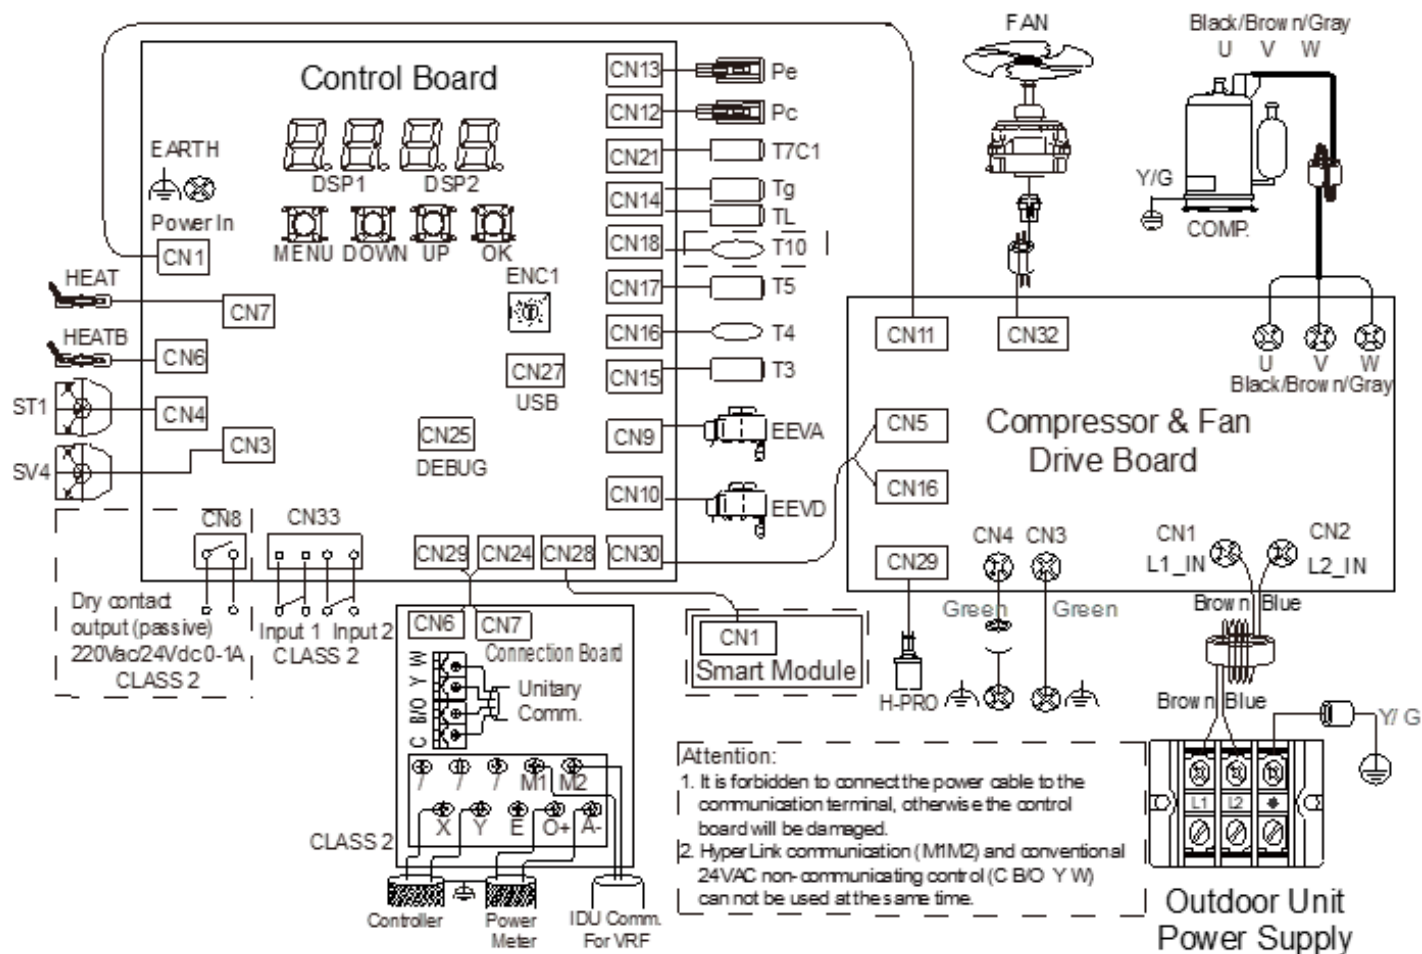 FAN
Black/Brown/Gray
U V W
Control Board
CN13
Pe
CN12
Pc
EARTH
CN21
T7C1
DSP1
DSP2
CN14
Tg
TL
Y/G
COMP.
Power In
CN1
MENU DOWN UP OK
CN18
T10
HEAT
ENC1
CN17
T5
CN7
CN16
T4
CN11
CN32
U V W
Black/Brown/Gray
HEATB
CN6
CN27
USB
CN15
T3
ST1
CN4
CN5
Compressor & Fan
Drive Board
CN3
CN25
DEBUG
CN9
EEVA
SV4
CN16
CN10
EEVD
CN8
CN33
CN4 CN3
CN1
L1_IN
CN2
L2_IN
CN29
CN24
CN28
CN30
CN29
Green
Green
Brown Blue
Dry contact
output (passive)
220Vac/24Vdc 0-1A
CLASS 2
Input 1 Input 2
CLASS 2
CN6
CN7
Connection Board
CN1
Smart Module
W
Y
B/O
C
Unitary
Comm.
H-PRO
Brown Blue
Y/G
/ / / M1 M2
X Y E O+ A-
CLASS 2
Controller
Power
Meter
IDU Comm.
For VRF
Attention:
1. It is forbidden to connect the power cable to the
communication terminal, otherwise the control
board will be damaged.
2. HyperLink communication (M1M2) and conventional
24VAC non-communicating control (C B/O Y W)
can not be used at the same time.
L1 L2
Outdoor Unit
Power Supply